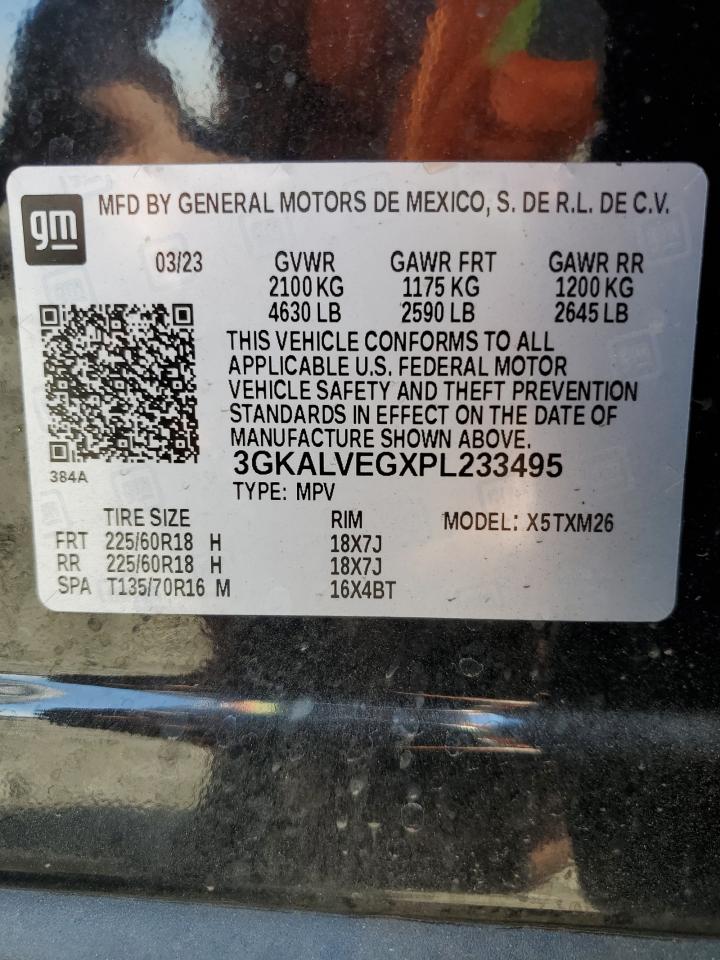 gm
MFD BY GENERAL MOTORS DE MEXICO, S. DE R.L. DE C.V.
03/23 GVWR GAWR FRT GAWR RR
2100 KG 1175 KG 1200 KG
4630 LB 2590 LB 2645 LB
THIS VEHICLE CONFORMS TO ALL
APPLICABLE U.S. FEDERAL MOTOR
VEHICLE SAFETY AND THEFT PREVENTION
STANDARDS IN EFFECT ON THE DATE OF
MANUFACTURE SHOWN ABOVE.
3GKALVEGXPL233495
384A
TYPE: MPV
TIRE SIZE RIM MODEL: X5TXM26
FRT 225/60R18 H 18X7J
RR 225/60R18 H 18X7J
SPA T135/70R16 M 16X4BT